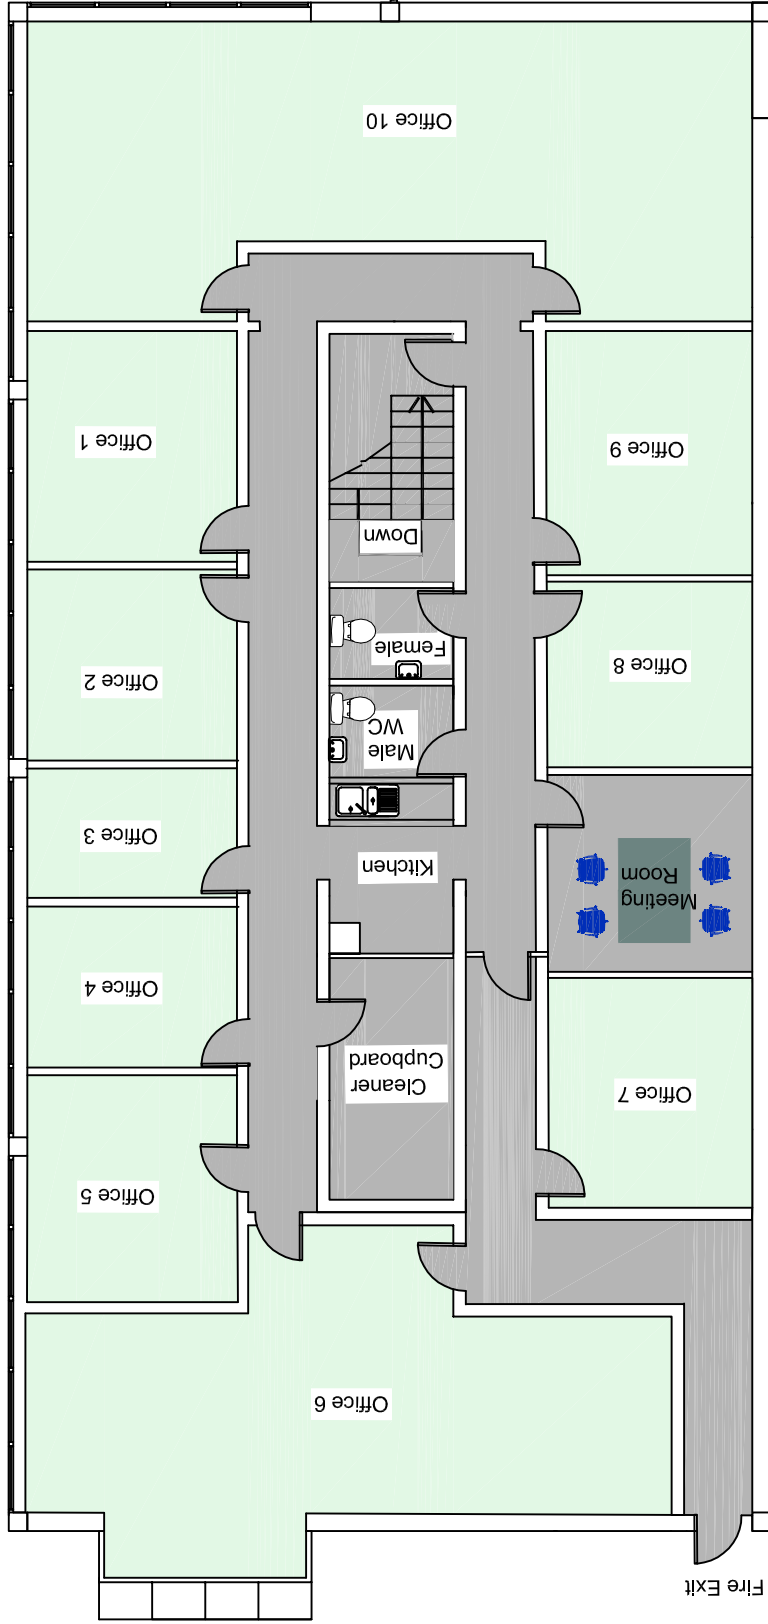 Fire Exit
Office 6
Office 5
Office 7
Cleaner
Cupboard
Office 4
Meeting
Room
Kitchen
Office 3
Male
WC
Office 2
Office 8
Female
Down
Office 9
Office 1
Office 10